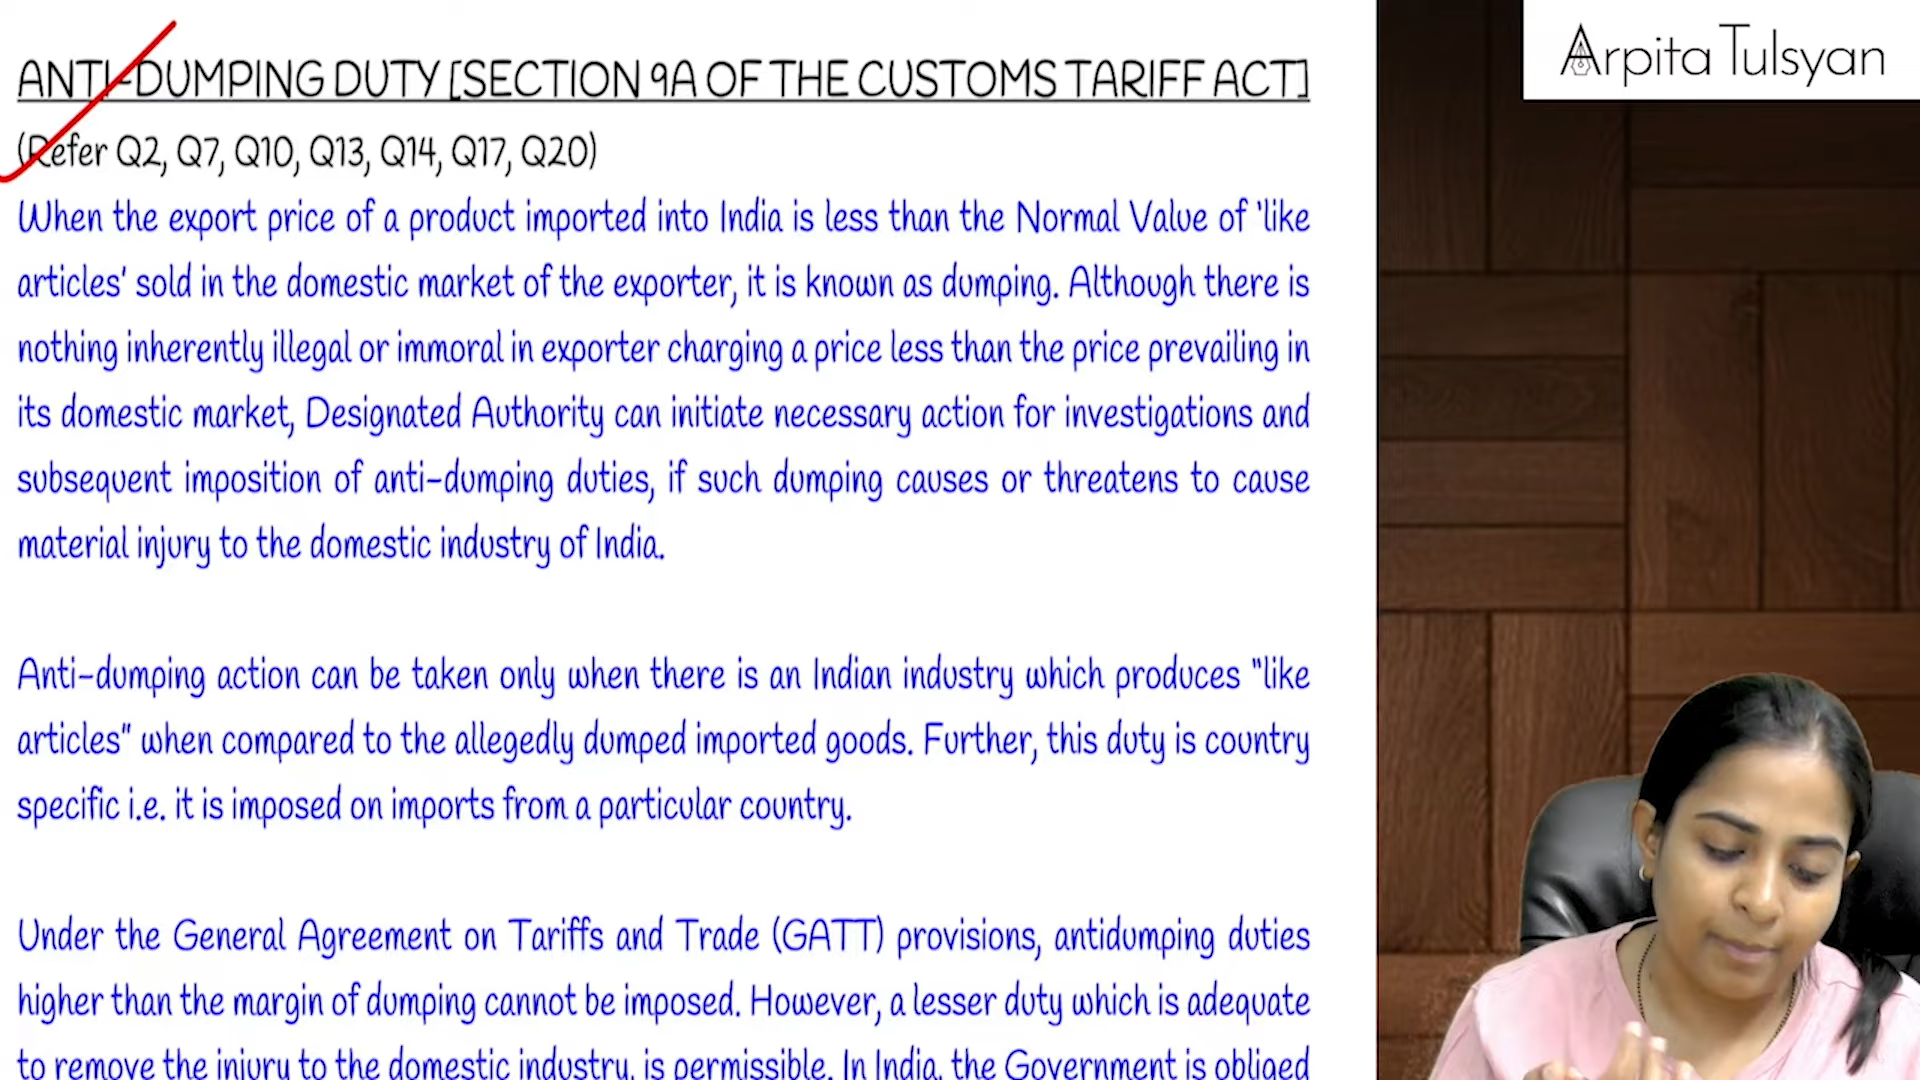 Arpita Tulsyan
ANTI-DUMPING DUTY [SECTION 9A OF THE CUSTOMS TARIFF ACT]
(Refer Q2, Q7, Q10, Q13, Q14, Q17, Q20)
When the export price of a product imported into India is less than the Normal Value of 'like
articles' sold in the domestic market of the exporter, it is known as dumping. Although there is
nothing inherently illegal or immoral in exporter charging a price less than the price prevailing in
its domestic market, Designated Authority can initiate necessary action for investigations and
subsequent imposition of anti-dumping duties, if such dumping causes or threatens to cause
material injury to the domestic industry of India.
Anti-dumping action can be taken only when there is an Indian industry which produces "like
articles" when compared to the allegedly dumped imported goods. Further, this duty is country
specific i.e. it is imposed on imports from a particular country.
Under the General Agreement on Tariffs and Trade (GATT) provisions, antidumping duties
higher than the margin of dumping cannot be imposed. However, a lesser duty which is adequate
to remove the injury to the domestic industry, is permissible. In India, the Government is obliged